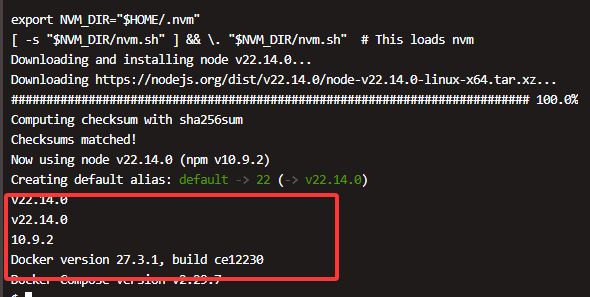 export NVM_DIR="$HOME/.nvm"
[ -s "$NVM_DIR/nvm.sh" ] && \. "$NVM_DIR/nvm.sh"  # This loads nvm
Downloading and installing node v22.14.0...
Downloading https://nodejs.org/dist/v22.14.0/node-v22.14.0-linux-x64.tar.xz...
######################################################################### 100.0%
Computing checksum with sha256sum
Checksums matched!
Now using node v22.14.0 (npm v10.9.2)
Creating default alias: default -> 22 (-> v22.14.0)
v22.14.0
v22.14.0
10.9.2
Docker version 27.3.1, build ce12230
Docker Compose version v2.29.7
$